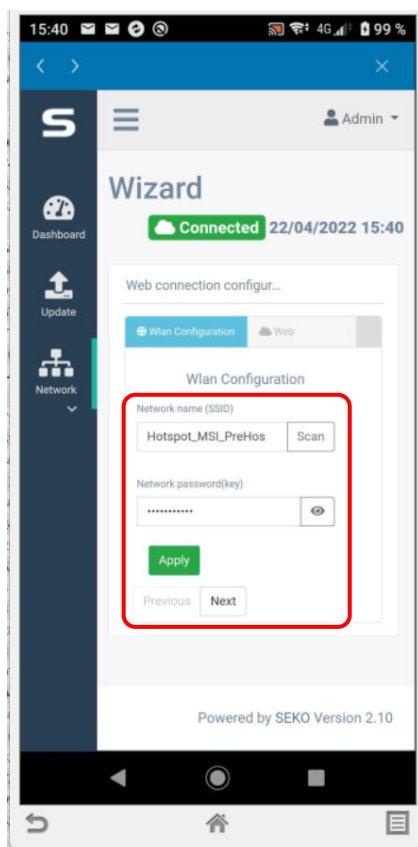 15:40 4G 99 %
S Admin
Wizard
Dashboard Connected 22/04/2022 15:40
Web connection configur...
Update
Wlan Configuration Web
Wlan Configuration
Network
Network name (SSID)
Hotspot_MSI_PreHos Scan
Network password(key)
•••••••••••
Apply
Previous Next
Powered by SEKO Version 2.10